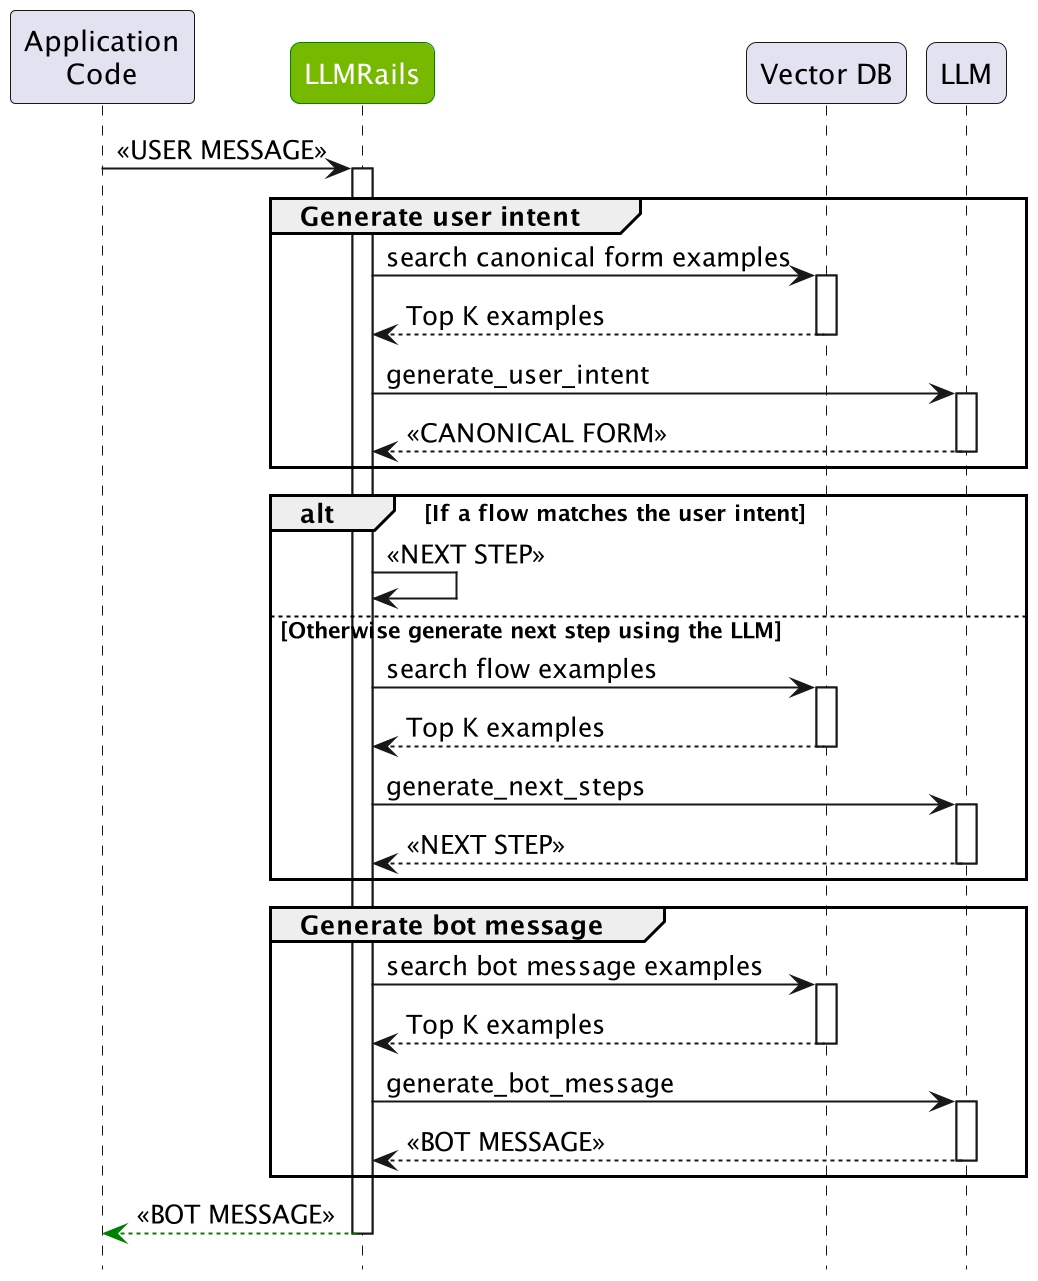 Application
Code
LLMRails
Vector DB
LLM
«USER MESSAGE»
Generate user intent
search canonical form examples
Top K examples
generate_user_intent
«CANONICAL FORM»
alt [If a flow matches the user intent]
«NEXT STEP»
[Otherwise generate next step using the LLM]
search flow examples
Top K examples
generate_next_steps
«NEXT STEP»
Generate bot message
search bot message examples
Top K examples
generate_bot_message
«BOT MESSAGE»
«BOT MESSAGE»